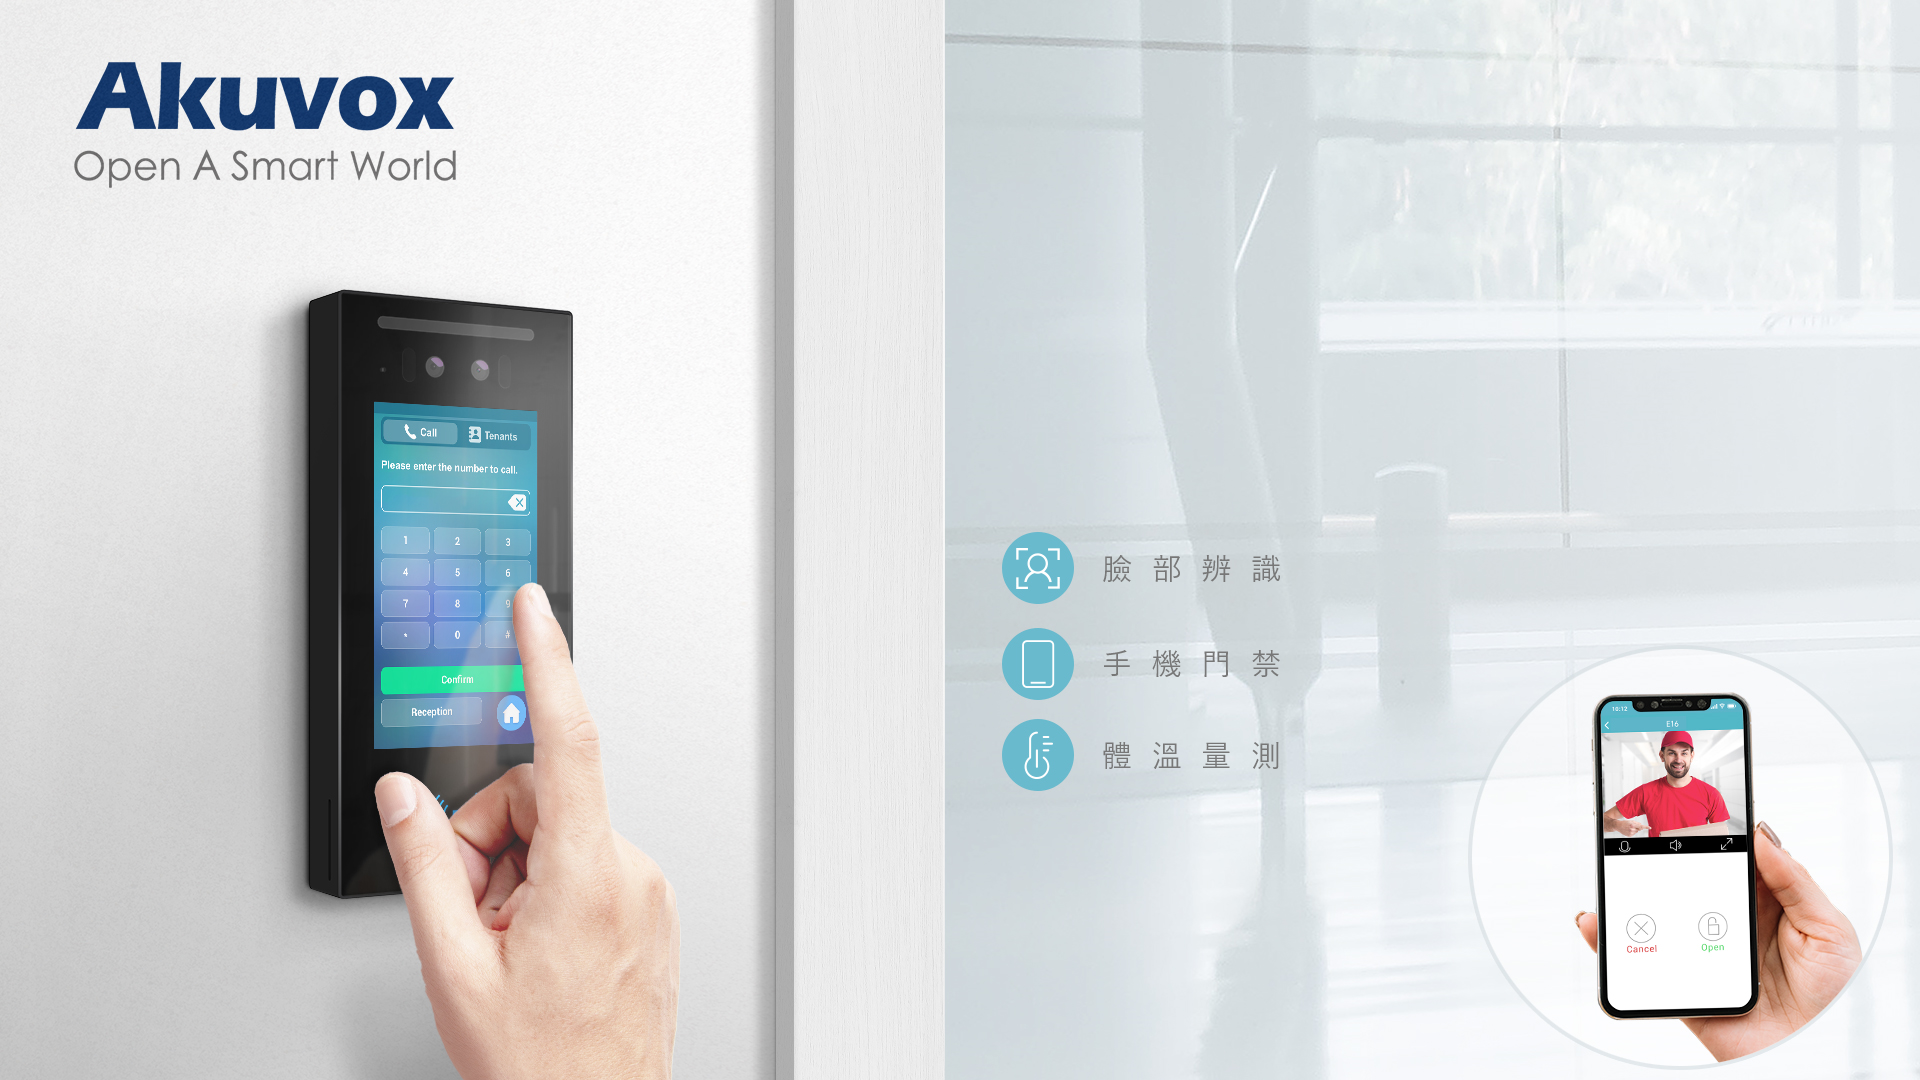 Akuvox
Open A Smart World
Call
Tenants
Please enter the number to call.
1 2 3
4 5 6
7 8 9
* 0 #
Confirm
Reception
臉部辨識
手機門禁
體溫量測
10:12
E16
Cancel
Open